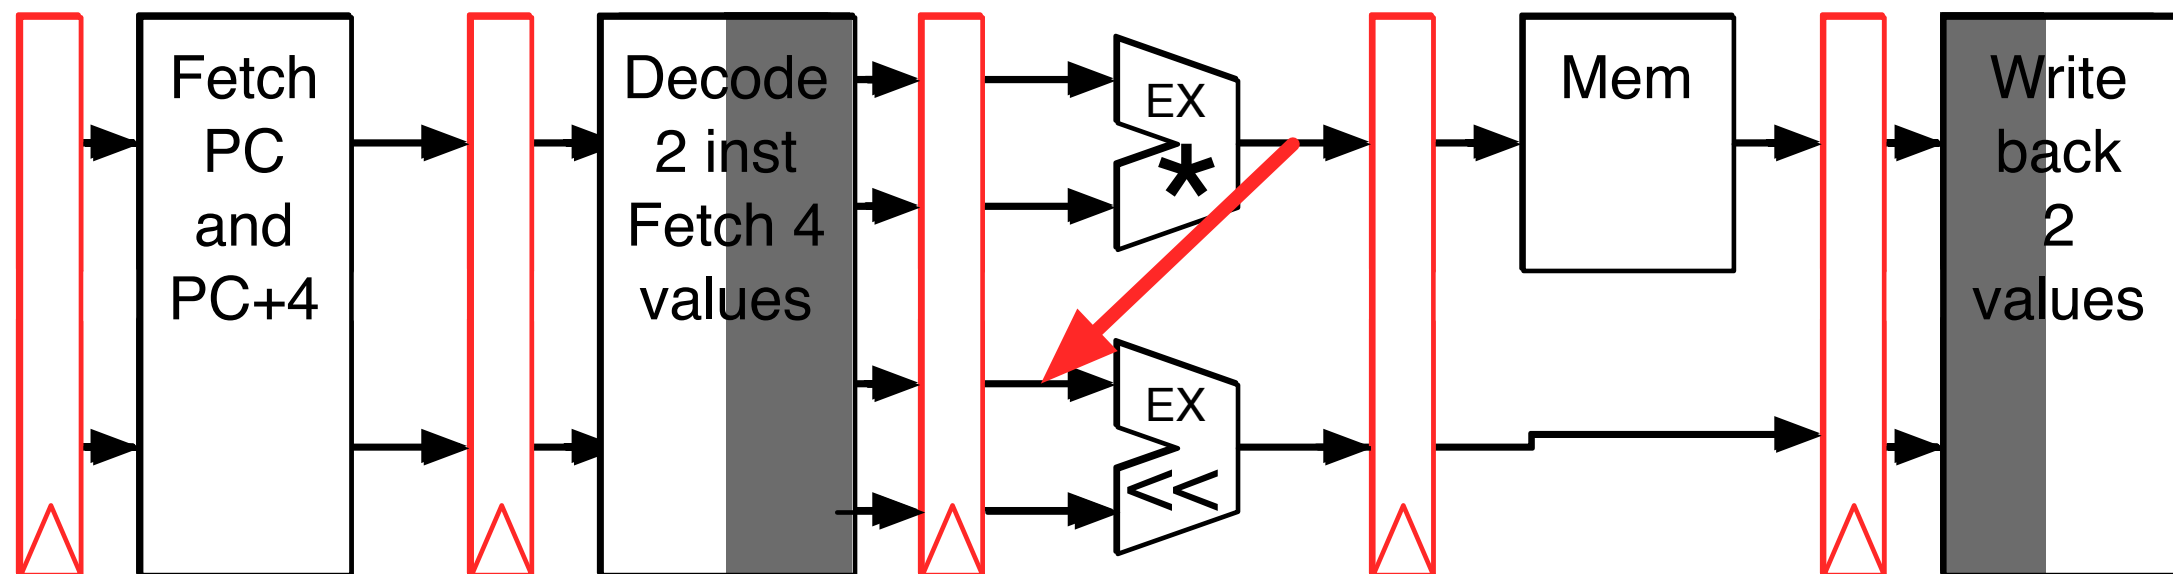 Fetch
PC
and
PC+4
Decode
2 inst
Fetch 4
values
EX
*
EX
<<
Mem
Write
back
2
values